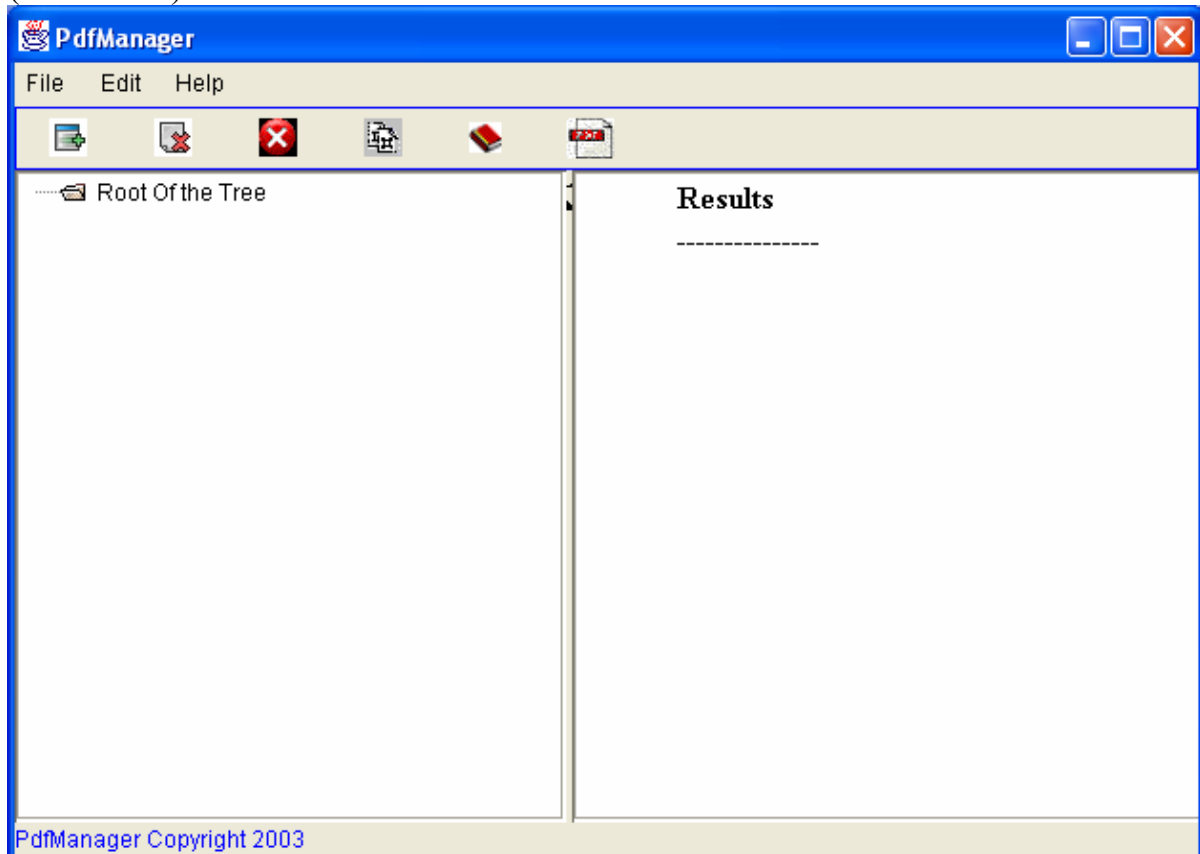 PdfManager
File Edit Help
Root Of the Tree
Results
---------------
PdfManager Copyright 2003